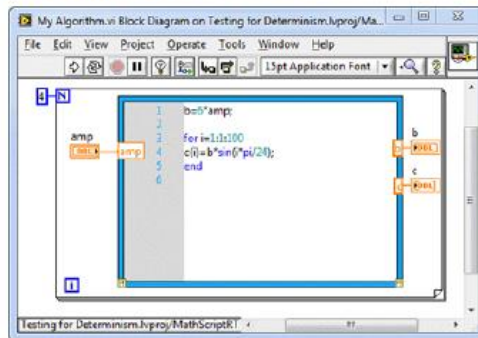 My Algorithm.vi Block Diagram on Testing for Determinism.lvproj/Ma...
File Edit View Project Operate Tools Window Help
15pt Application Font
4 N
amp
DBL
amp
1 b=5*amp;
2
3 for i=1:1:100
4 c(i)=b*sin(i*pi/24);
5 end
6
b
b
DBL
c
c
[DBL]
i
Testing for Determinism.lvproj/MathScriptRT